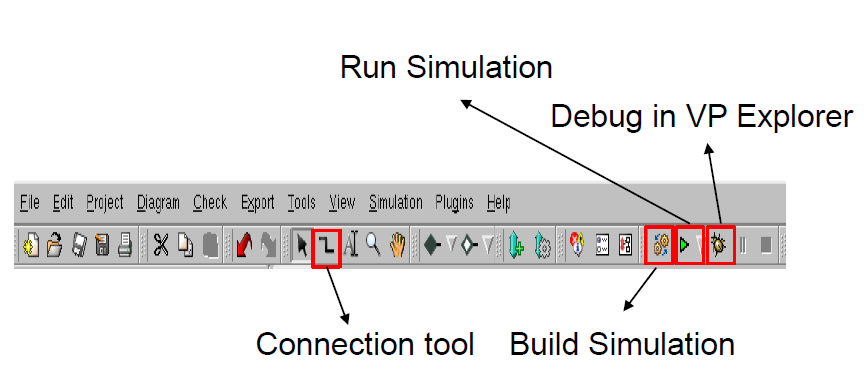 Run Simulation
Debug in VP Explorer
File Edit Project Diagram Check Export Tools View Simulation Plugins Help
Connection tool Build Simulation